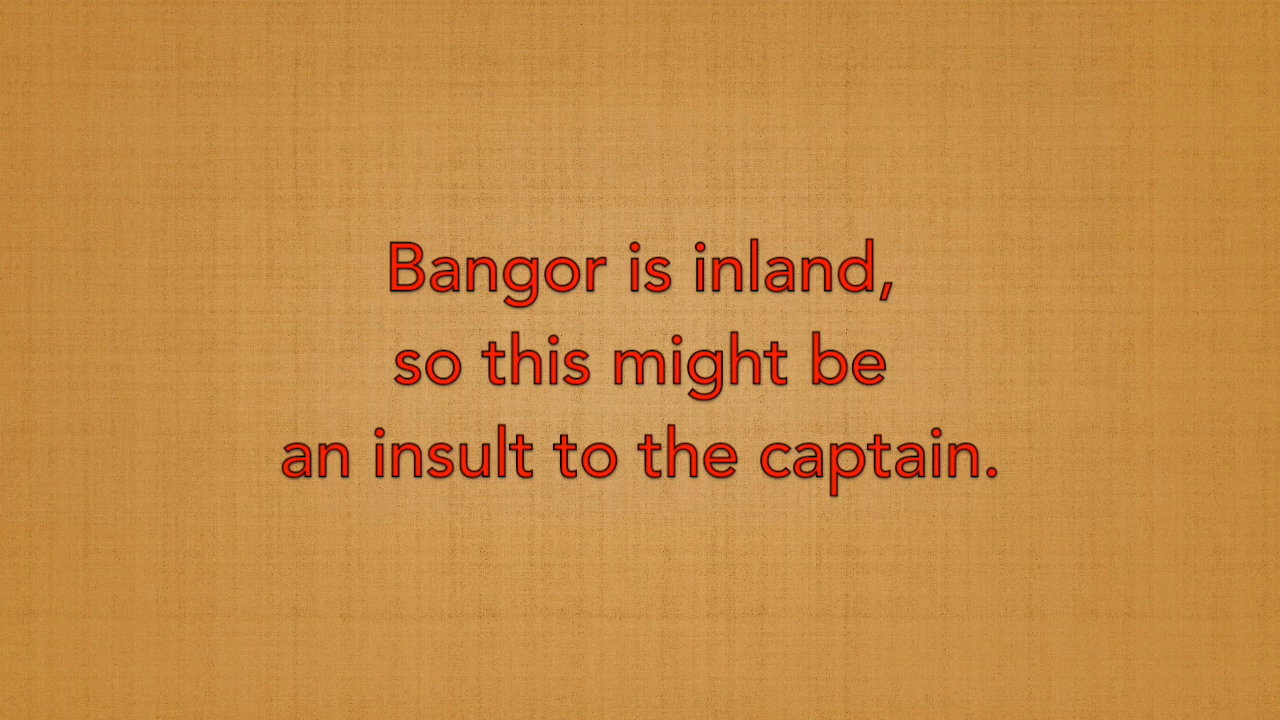 Bangor is inland,
so this might be
an insult to the captain.